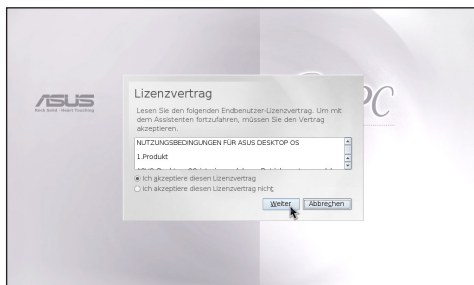 ASUS
Rock Solid · Heart Touching
PC
Lizenzvertrag
Lesen Sie den folgenden Endbenutzer-Lizenzvertrag. Um mit
dem Assistenten fortzufahren, müssen Sie den Vertrag
akzeptieren.
NUTZUNGSBEDINGUNGEN FÜR ASUS DESKTOP OS
1.Produkt
Ich akzeptiere diesen Lizenzvertrag
Ich akzeptiere diesen Lizenzvertrag nicht
Weiter
Abbrechen